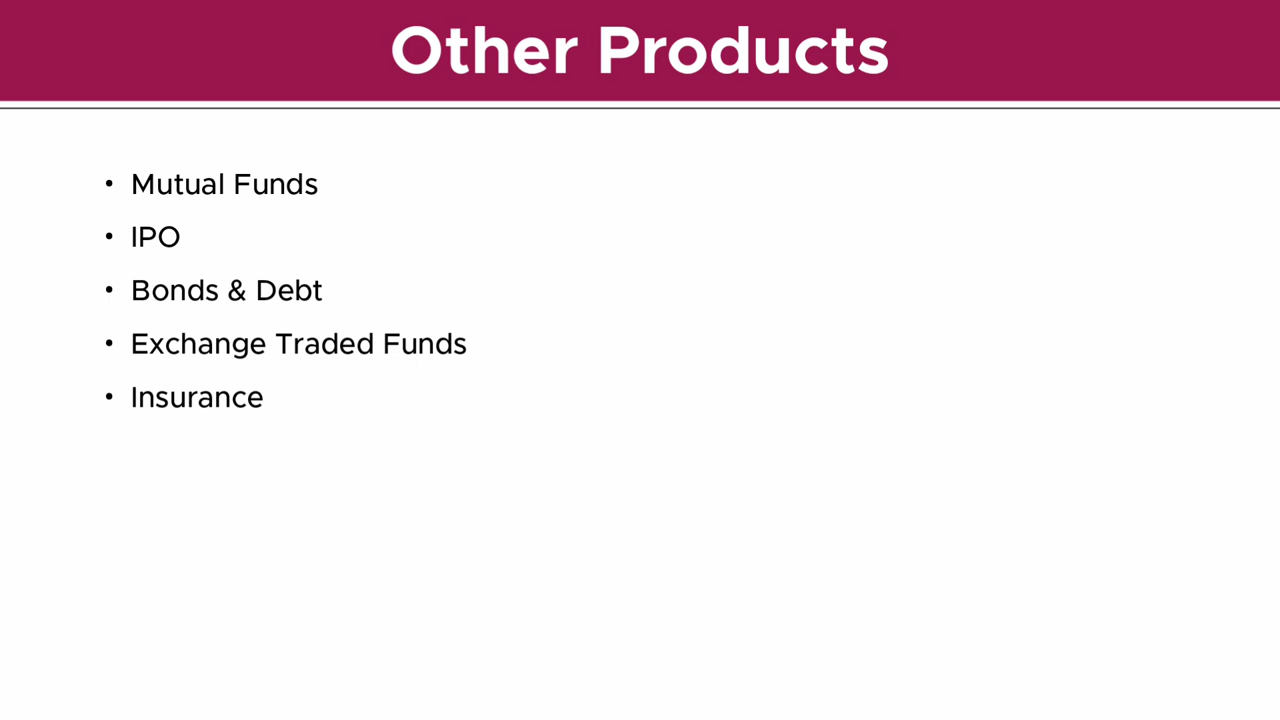 Other Products
• Mutual Funds
• IPO
• Bonds & Debt
• Exchange Traded Funds
• Insurance